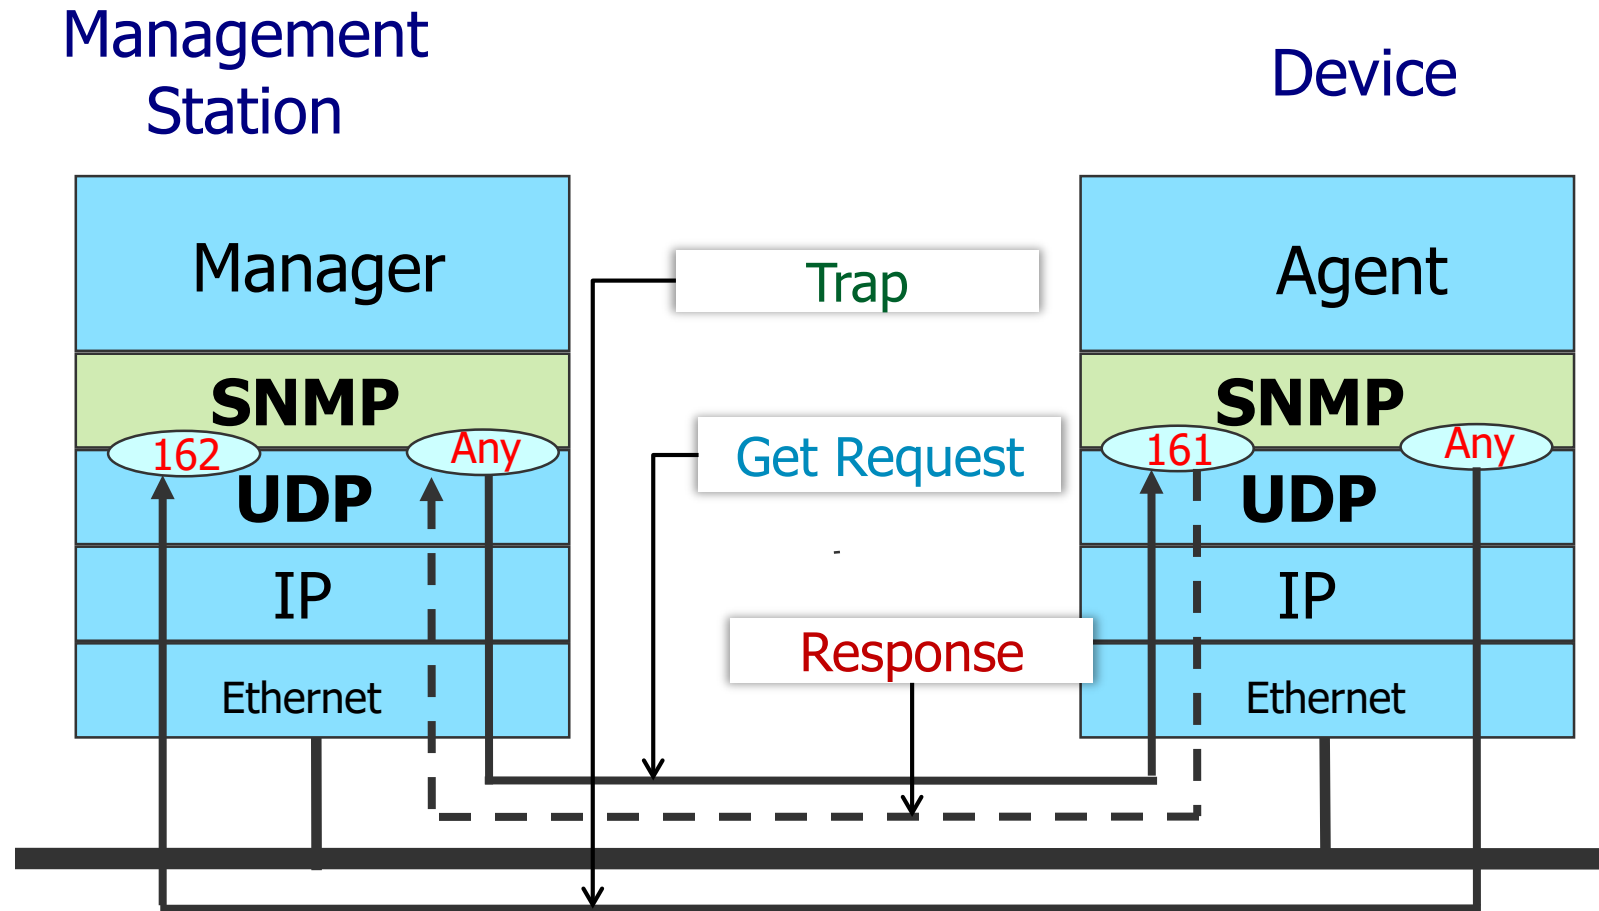 Management
Station
Device
Manager
Trap
Agent
SNMP
SNMP
162
Any
Get Request
161
Any
UDP
UDP
IP
IP
Response
Ethernet
Ethernet